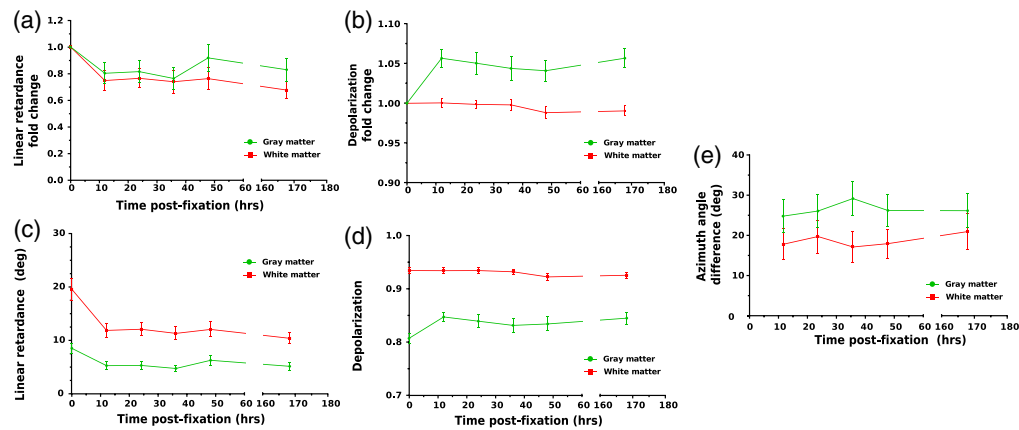 (a)
1.2
1.0
0.8
0.6
0.4
0.2
0.0
Linear retardance
fold change
Gray matter
White matter
0 10 20 30 40 50 60 160 170 180
Time post-fixation (hrs)
(b)
1.10
1.05
1.00
0.95
0.90
Depolarization
fold change
Gray matter
White matter
0 10 20 30 40 50 60 160 170 180
Time post-fixation (hrs)
(c)
30
20
10
0
Linear retardance (deg)
Gray matter
White matter
0 10 20 30 40 50 60 160 170 180
Time post-fixation (hrs)
(d)
1.0
0.9
0.8
0.7
Depolarization
Gray matter
White matter
0 10 20 30 40 50 60 160 170 180
Time post-fixation (hrs)
(e)
40
30
20
10
0
Azimuth angle
difference (deg)
Gray matter
White matter
0 10 20 30 40 50 60 160 170 180
Time post-fixation (hrs)